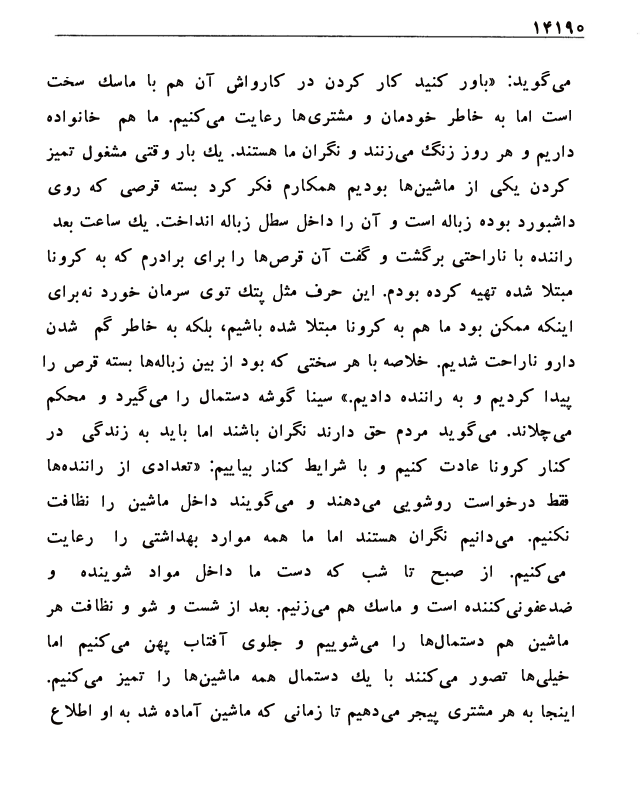 ۱۴۱۹۰
می‌گوید: «باور کنید کار کردن در کارواش آن هم با ماسك سخت
است اما به خاطر خودمان و مشتری‌ها رعایت می‌کنیم. ما هم خانواده
داریم و هر روز زنگ می‌زنند و نگران ما هستند. یك بار وقتی مشغول تمیز
کردن یکی از ماشین‌ها بودیم همکارم فکر کرد بسته قرصی که روی
داشبورد بوده زباله است و آن را داخل سطل زباله انداخت. یك ساعت بعد
راننده با ناراحتی برگشت و گفت آن قرص‌ها را برای برادرم که به کرونا
مبتلا شده تهیه کرده بودم. این حرف مثل پتك توی سرمان خورد نه‌برای
اینکه ممکن بود ما هم به کرونا مبتلا شده باشیم، بلکه به خاطر گم شدن
دارو ناراحت شدیم. خلاصه با هر سختی که بود از بین زباله‌ها بسته قرص را
پیدا کردیم و به راننده دادیم.» سینا گوشه دستمال را می‌گیرد و محکم
می‌چلاند. می‌گوید مردم حق دارند نگران باشند اما باید به زندگی در
کنار کرونا عادت کنیم و با شرایط کنار بیاییم: «تعدادی از راننده‌ها
فقط درخواست روشویی می‌دهند و می‌گویند داخل ماشین را نظافت
نکنیم. می‌دانیم نگران هستند اما ما همه موارد بهداشتی را رعایت
می‌کنیم. از صبح تا شب که دست ما داخل مواد شوینده و
ضدعفونی‌کننده است و ماسك هم می‌زنیم. بعد از شست و شو و نظافت هر
ماشین هم دستمال‌ها را می‌شوییم و جلوی آفتاب پهن می‌کنیم اما
خیلی‌ها تصور می‌کنند با یك دستمال همه ماشین‌ها را تمیز می‌کنیم.
اینجا به هر مشتری پیجر می‌دهیم تا زمانی که ماشین آماده شد به او اطلاع